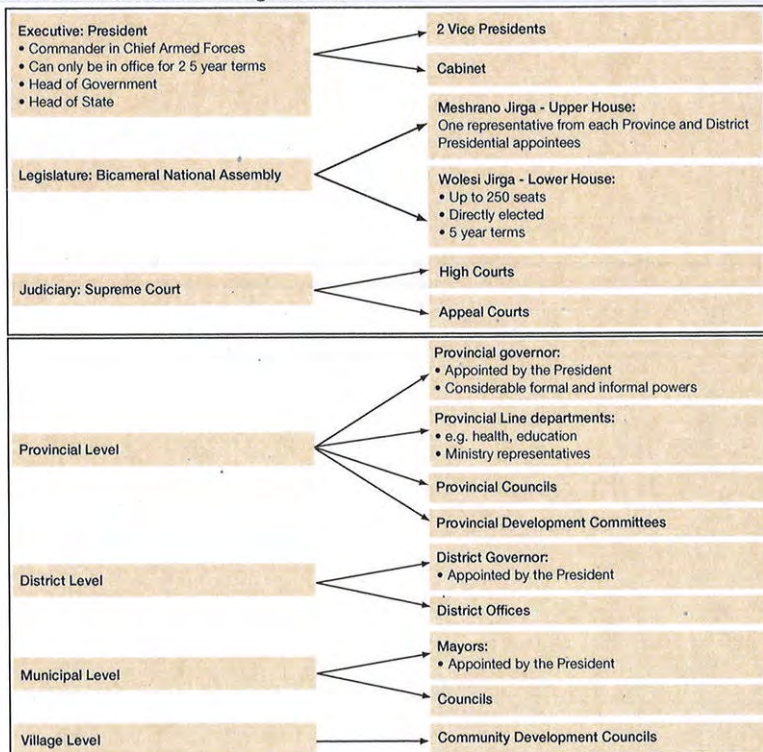 Executive: President
• Commander in Chief Armed Forces
• Can only be in office for 2 5 year terms
• Head of Government
• Head of State
2 Vice Presidents
Cabinet
Legislature: Bicameral National Assembly
Meshrano Jirga - Upper House:
One representative from each Province and District
Presidential appointees
Wolesi Jirga - Lower House:
• Up to 250 seats
• Directly elected
• 5 year terms
Judiciary: Supreme Court
High Courts
Appeal Courts
Provincial Level
Provincial governor:
• Appointed by the President
• Considerable formal and informal powers
Provincial Line departments:
• e.g. health, education
• Ministry representatives
Provincial Councils
Provincial Development Committees
District Level
District Governor:
• Appointed by the President
District Offices
Municipal Level
Mayors:
• Appointed by the President
Councils
Village Level
Community Development Councils